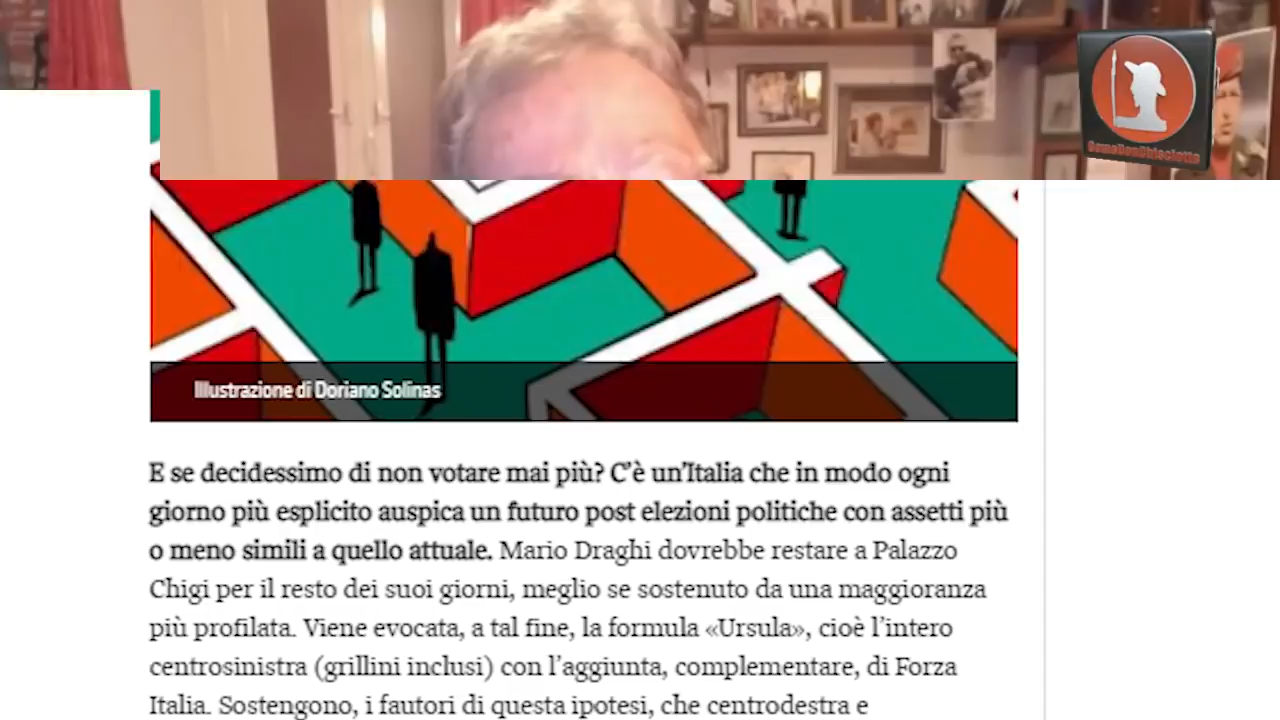 ComeDonChisciotte
Illustrazione di Doriano Solinas
E se decidessimo di non votare mai più? C'è un'Italia che in modo ogni
giorno più esplicito auspica un futuro post elezioni politiche con assetti più
o meno simili a quello attuale. Mario Draghi dovrebbe restare a Palazzo
Chigi per il resto dei suoi giorni, meglio se sostenuto da una maggioranza
più profilata. Viene evocata, a tal fine, la formula «Ursula», cioè l'intero
centrosinistra (grillini inclusi) con l'aggiunta, complementare, di Forza
Italia. Sostengono, i fautori di questa ipotesi, che centrodestra e